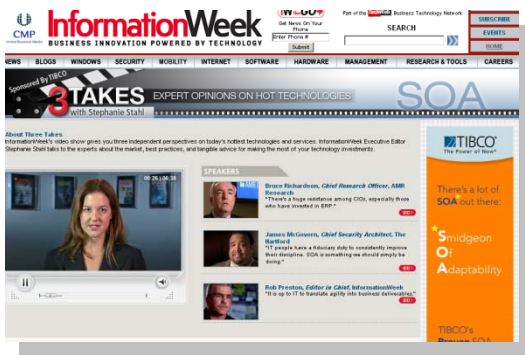 CMP
InformationWeek
BUSINESS INNOVATION POWERED BY TECHNOLOGY
Get News On Your
Phone
Enter Phone #
Submit
Part of the Business Technology Network
SEARCH
SUBSCRIBE
EVENTS
HOME
NEWS BLOGS WINDOWS SECURITY MOBILITY INTERNET SOFTWARE HARDWARE MANAGEMENT RESEARCH & TOOLS CAREERS
Sponsored By TIBCO
3 TAKES EXPERT OPINIONS ON HOT TECHNOLOGIES SOA
with Stephanie Stahl
About Three Takes
InformationWeek's video show gives you three independent perspectives on today's hottest technologies and services. InformationWeek Executive Editor
Stephanie Stahl talks to the experts about the market, best practices, and tangible advice for making the most of your technology investments.
SPEAKERS
Bruce Richardson, Chief Research Officer, AMR
Research
"There's a huge resistance among CIOs, especially those
who have invested in ERP."
GO
James McGovern, Chief Security Architect, The
Hartford
"IT people have a fiduciary duty to consistently improve
their discipline. SOA is something we should simply be
doing."
GO
Rob Preston, Editor in Chief, InformationWeek
"It is up to IT to translate agility into business deliverables."
GO
TIBCO
The Power of Now
There's a lot of
SOA out there:
Smidgeon
Of
Adaptability
TIBCO's
Proven SOA